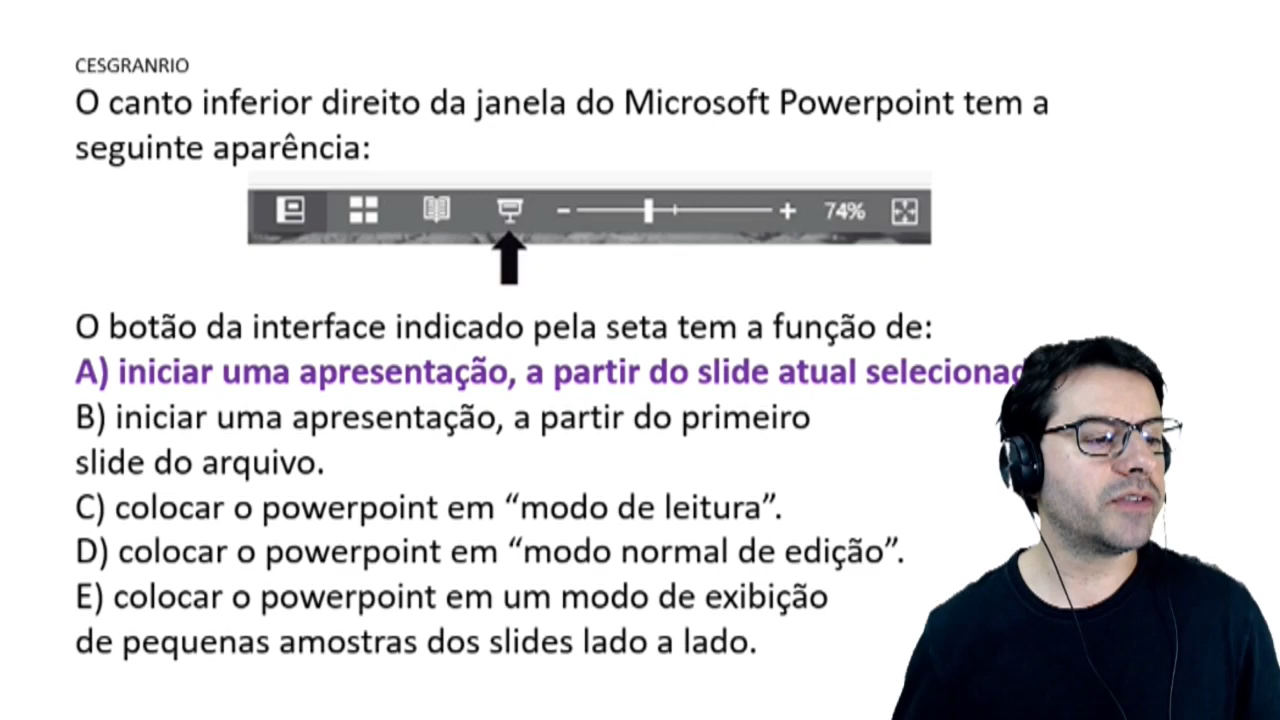 CESGRANRIO
O canto inferior direito da janela do Microsoft Powerpoint tem a
seguinte aparência:
74%
O botão da interface indicado pela seta tem a função de:
A) iniciar uma apresentação, a partir do slide atual
B) iniciar uma apresentação, a partir do primeiro
slide do arquivo.
C) colocar o powerpoint em “modo de leitura”.
D) colocar o powerpoint em “modo normal de edição”.
E) colocar o powerpoint em um modo de exibição
de pequenas amostras dos slides lado a lado.